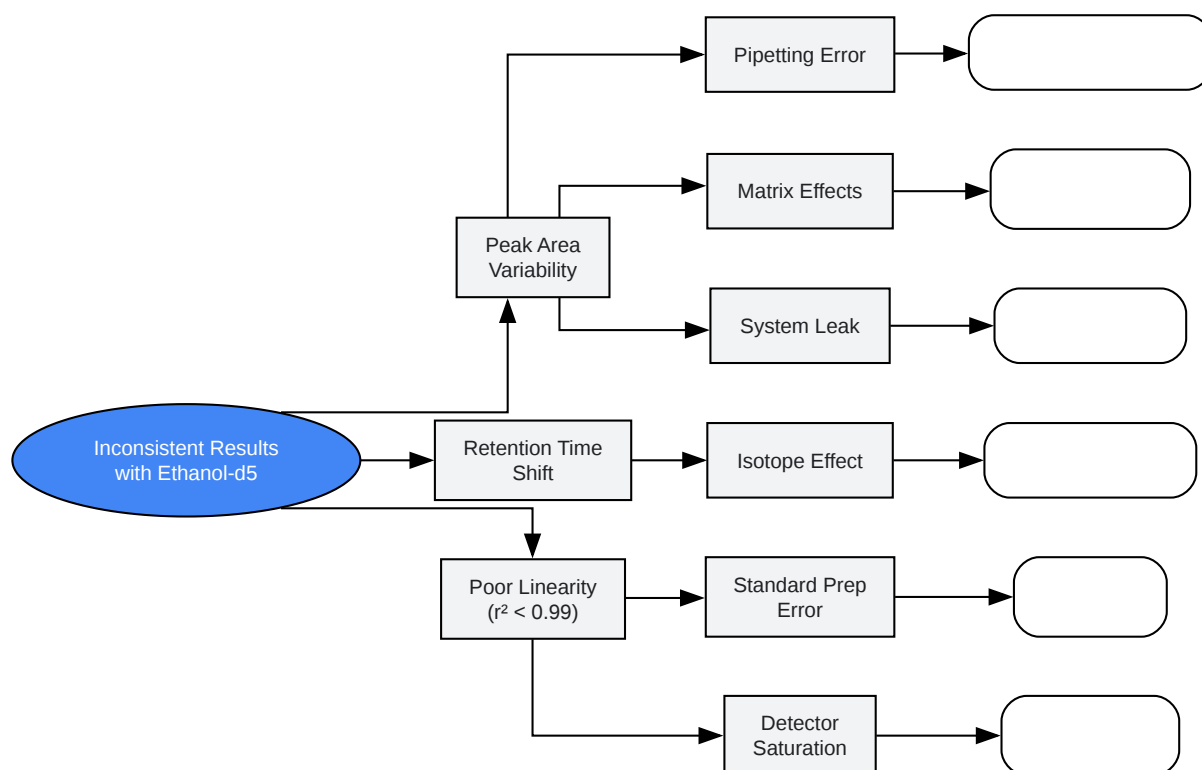 Pipetting Error
Matrix Effects
Peak Area
Variability
System Leak
Inconsistent Results
with Ethanol-d5
Retention Time
Shift
Isotope Effect
Poor Linearity
(r² < 0.99)
Standard Prep
Error
Detector
Saturation